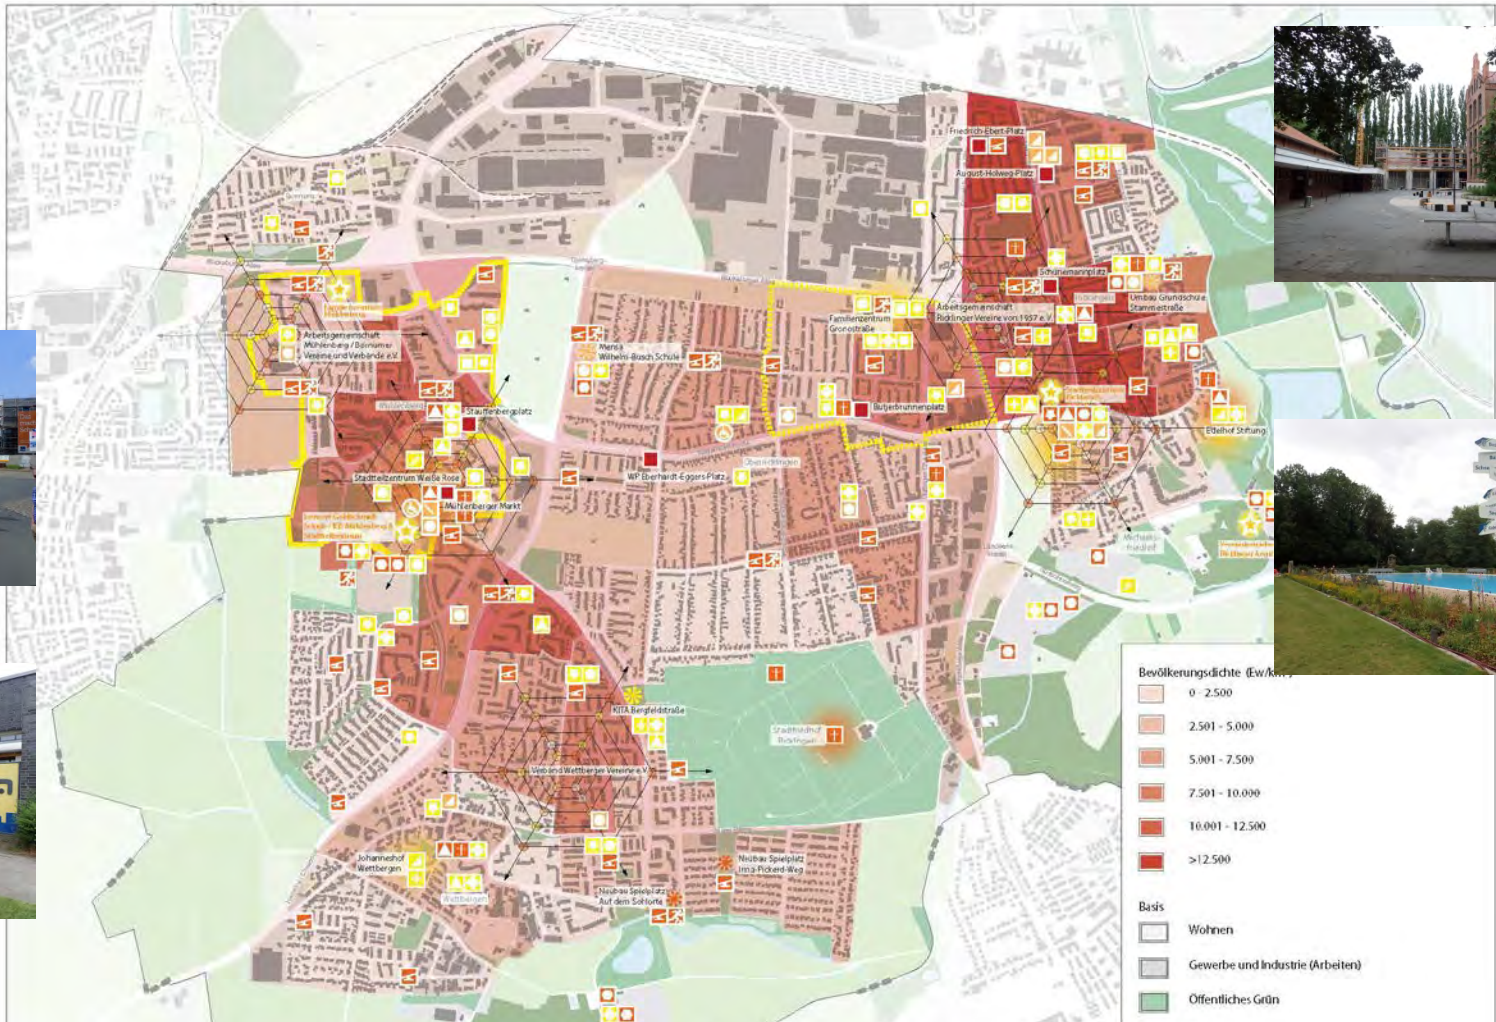 Friedrich-Ebert-Platz
August-Holweg-Platz
Schünemannplatz
Umbau Grundschule
Stammestraße
Arbeitsgemeinschaft
Ricklinger Vereine von 1957 e.V.
Familienzentrum
Gronostraße
Arbeitsgemeinschaft
Mühlenberg / Bornumer
Vereine und Verbände e.V.
Mensa
Wilhelm-Busch Schule
Stauffenbergplatz
Butjerbrunnenplatz
Edelhof Stiftung
Oberricklingen
WP Eberhardt-Eggers-Platz
Stadtteilzentrum Weiße Rose
Mühlenberger Markt
KITA Bergfeldstraße
Stadtfriedhof
Ricklingen
Verband Wettberger Vereine e.V.
Johanneshof
Wettbergen
Wettbergen
Neubau Spielplatz
Irma-Pickerd-Weg
Neubau Spielplatz
Auf dem Sohlorte
Bevölkerungsdichte
0 - 2.500
2.501 - 5.000
5.001 - 7.500
7.501 - 10.000
10.001 - 12.500
>12.500
Basis
Wohnen
Gewerbe und Industrie (Arbeiten)
Öffentliches Grün